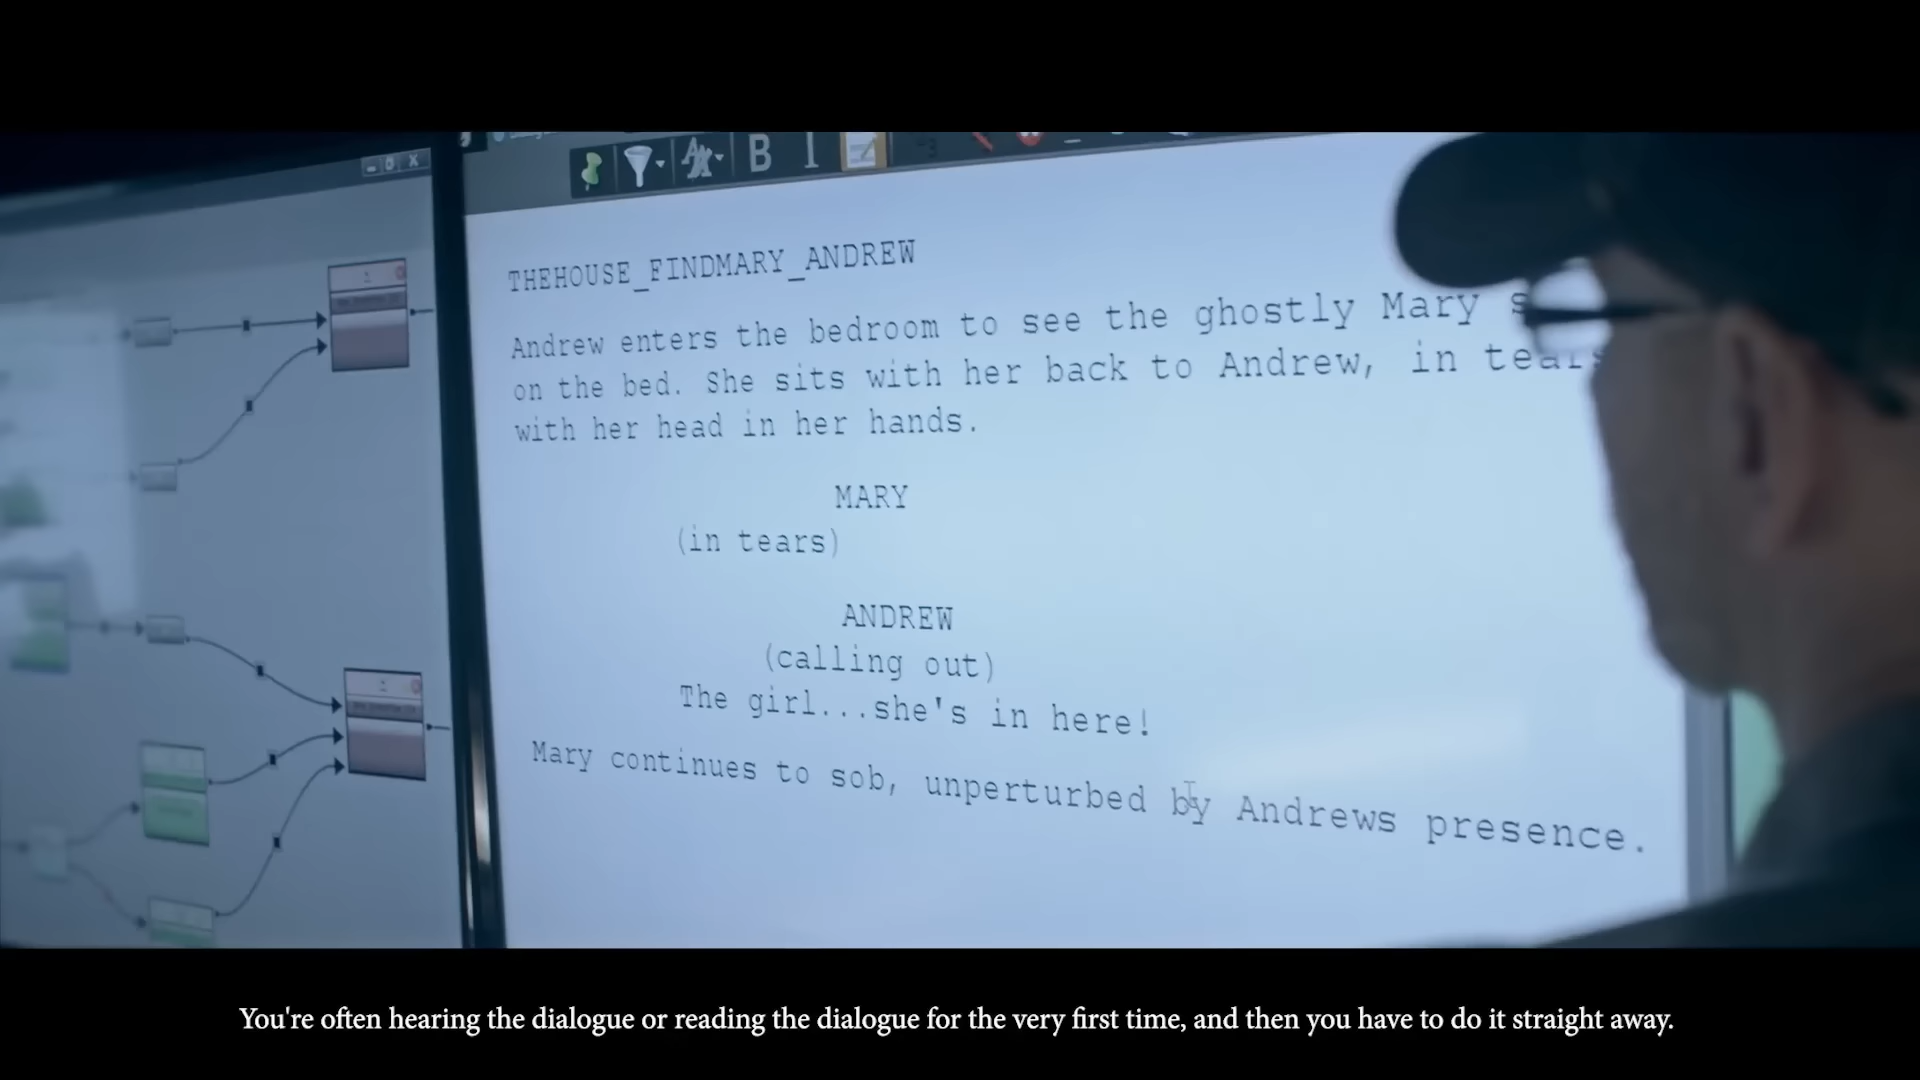 B I
THEHOUSE_FINDMARY_ANDREW
Andrew enters the bedroom to see the ghostly Mary
on the bed. She sits with her back to Andrew, in tears
with her head in her hands.
MARY
(in tears)
ANDREW
(calling out)
The girl...she's in here!
Mary continues to sob, unperturbed by Andrews presence.
You're often hearing the dialogue or reading the dialogue for the very first time, and then you have to do it straight away.